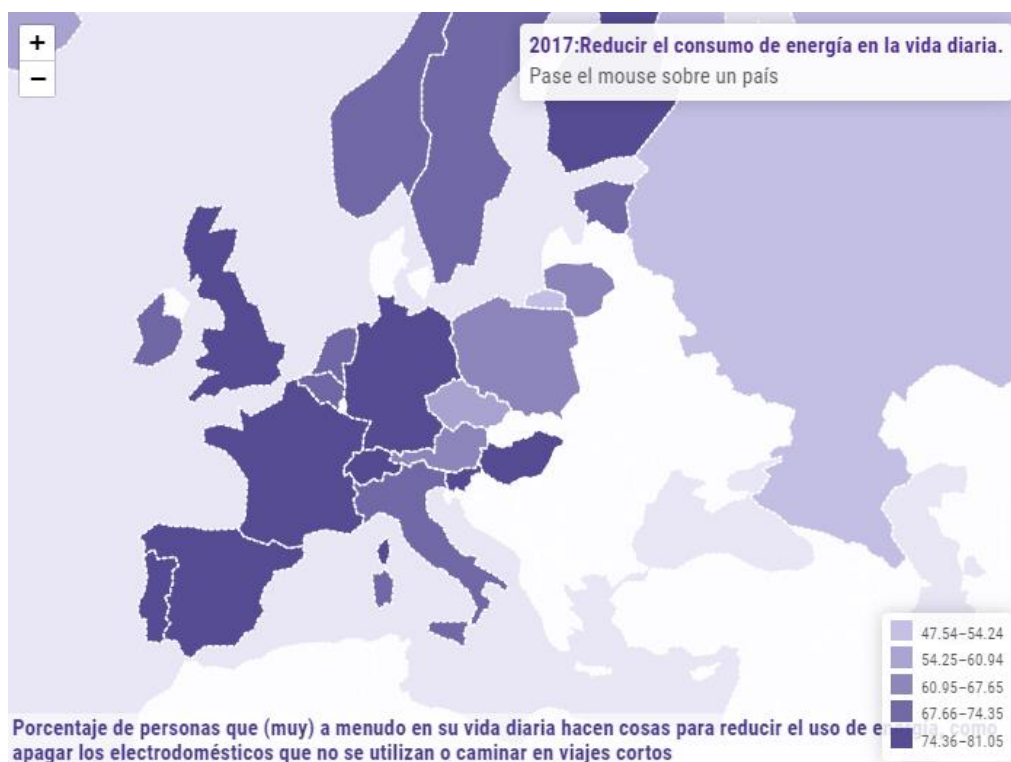 +
−
2017:Reducir el consumo de energía en la vida diaria.
Pase el mouse sobre un país
47.54–54.24
54.25–60.94
60.95–67.65
67.66–74.35
74.36–81.05
Porcentaje de personas que (muy) a menudo en su vida diaria hacen cosas para reducir el uso de energía, como
apagar los electrodomésticos que no se utilizan o caminar en viajes cortos